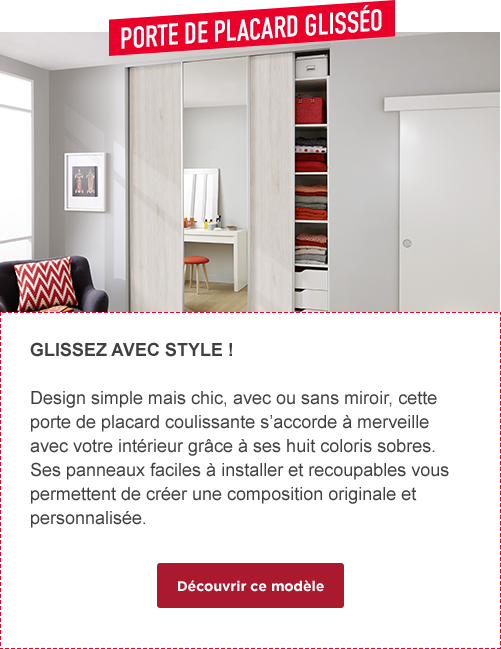 PORTE DE PLACARD GLISSÉO
GLISSEZ AVEC STYLE !
Design simple mais chic, avec ou sans miroir, cette
porte de placard coulissante s’accorde à merveille
avec votre intérieur grâce à ses huit coloris sobres.
Ses panneaux faciles à installer et recoupables vous
permettent de créer une composition originale et
personnalisée.
Découvrir ce modèle